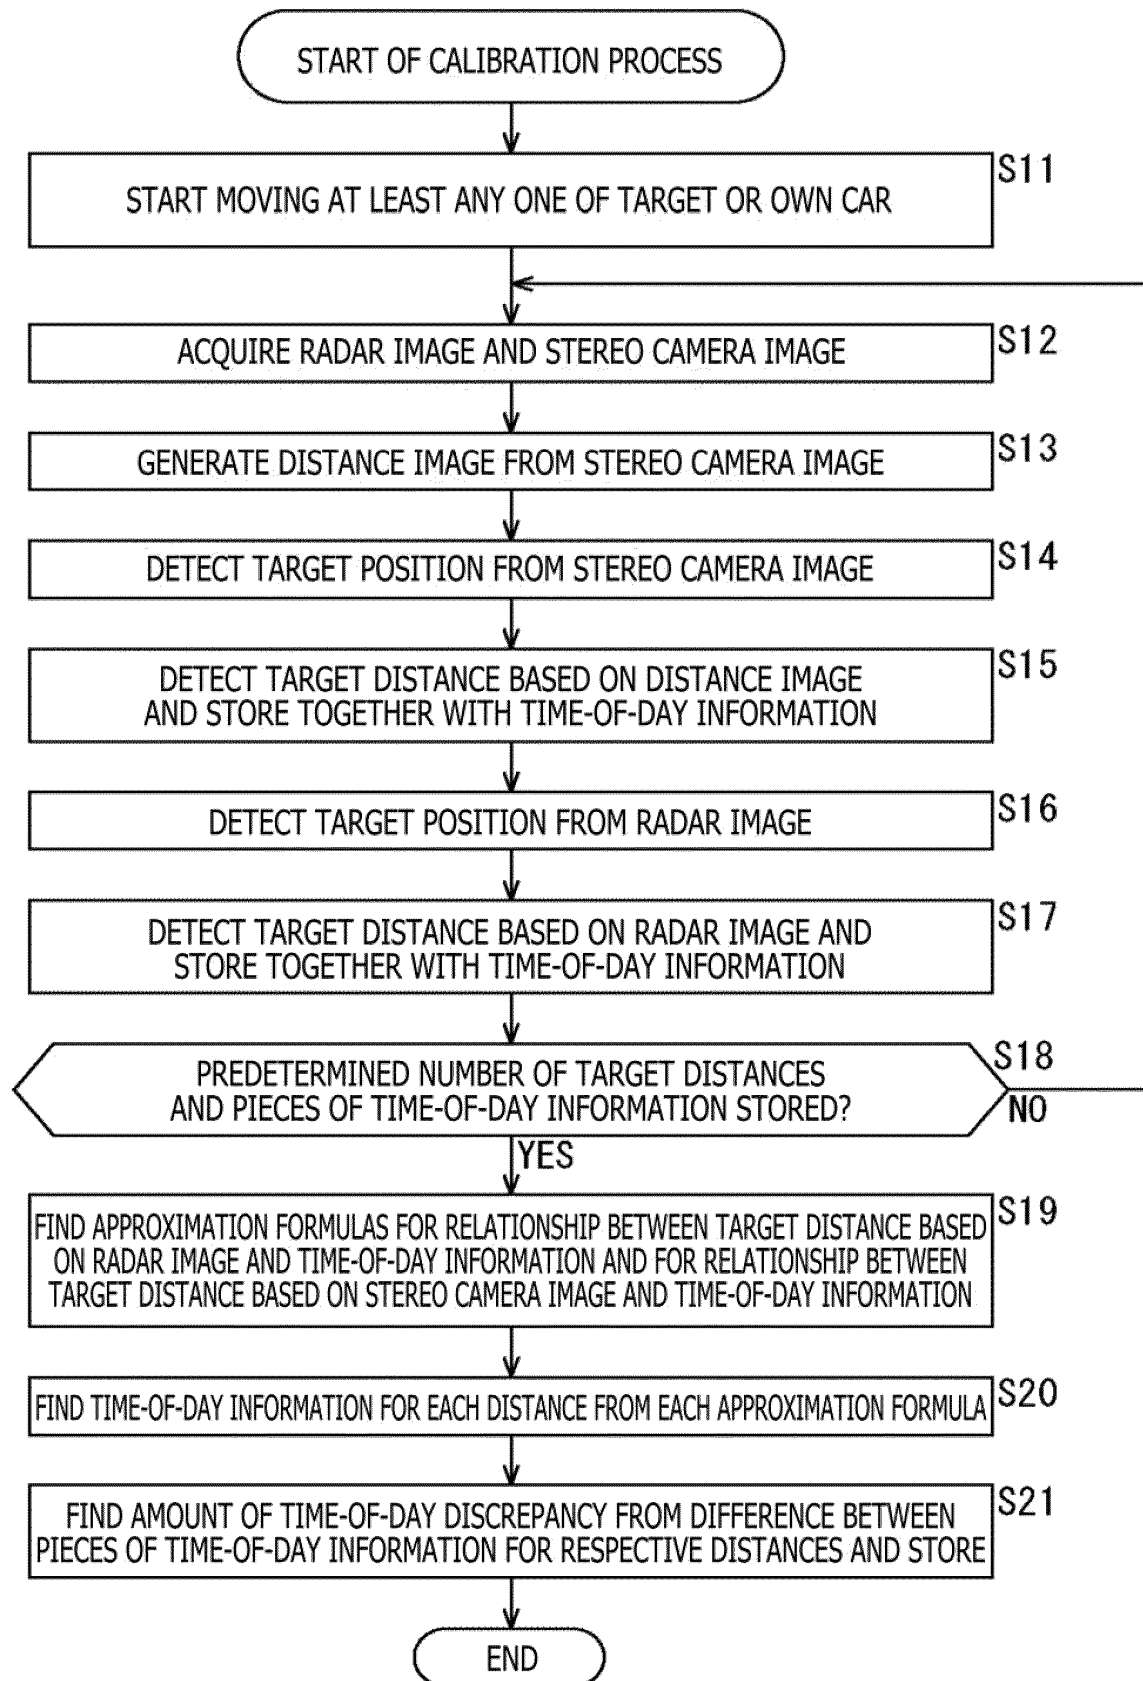 START OF CALIBRATION PROCESS
S11
START MOVING AT LEAST ANY ONE OF TARGET OR OWN CAR
S12
ACQUIRE RADAR IMAGE AND STEREO CAMERA IMAGE
S13
GENERATE DISTANCE IMAGE FROM STEREO CAMERA IMAGE
S14
DETECT TARGET POSITION FROM STEREO CAMERA IMAGE
S15
DETECT TARGET DISTANCE BASED ON DISTANCE IMAGE
AND STORE TOGETHER WITH TIME-OF-DAY INFORMATION
S16
DETECT TARGET POSITION FROM RADAR IMAGE
S17
DETECT TARGET DISTANCE BASED ON RADAR IMAGE AND
STORE TOGETHER WITH TIME-OF-DAY INFORMATION
S18
PREDETERMINED NUMBER OF TARGET DISTANCES
AND PIECES OF TIME-OF-DAY INFORMATION STORED?
NO
YES
S19
FIND APPROXIMATION FORMULAS FOR RELATIONSHIP BETWEEN TARGET DISTANCE BASED
ON RADAR IMAGE AND TIME-OF-DAY INFORMATION AND FOR RELATIONSHIP BETWEEN
TARGET DISTANCE BASED ON STEREO CAMERA IMAGE AND TIME-OF-DAY INFORMATION
S20
FIND TIME-OF-DAY INFORMATION FOR EACH DISTANCE FROM EACH APPROXIMATION FORMULA
S21
FIND AMOUNT OF TIME-OF-DAY DISCREPANCY FROM DIFFERENCE BETWEEN
PIECES OF TIME-OF-DAY INFORMATION FOR RESPECTIVE DISTANCES AND STORE
END